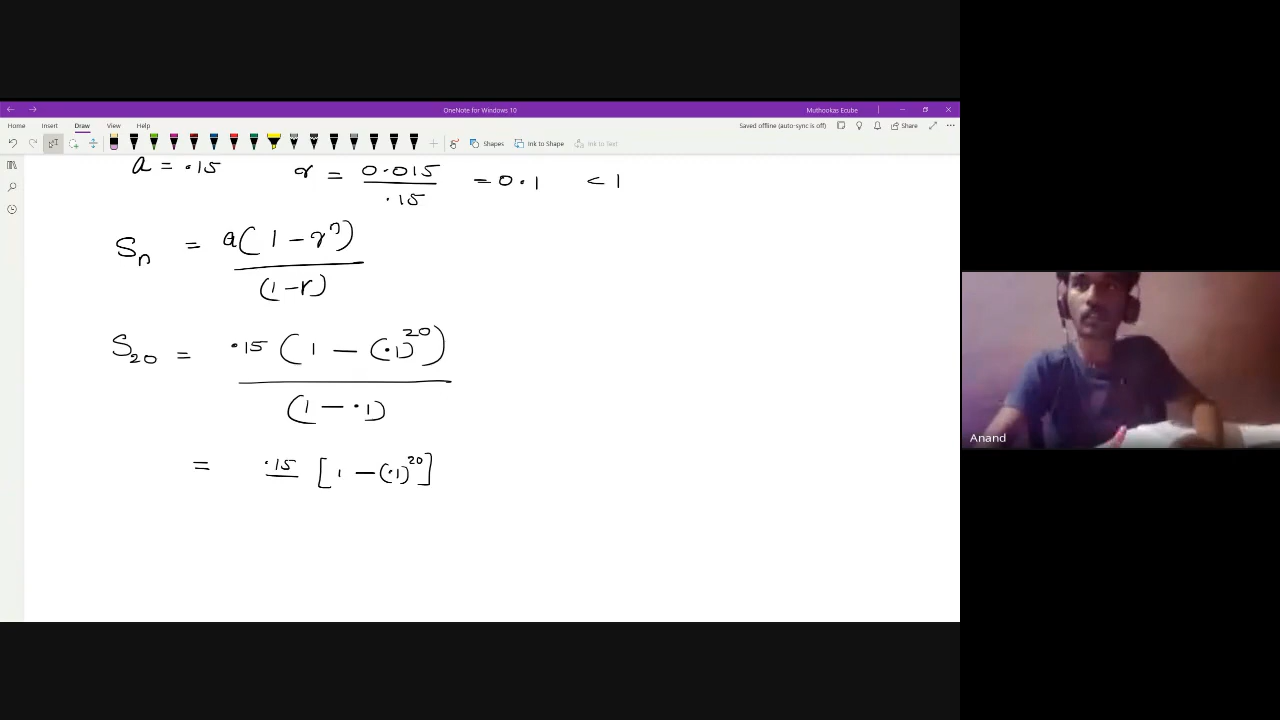 OneNote for Windows 10
Muthookas Ecube
Home Insert Draw View Help
Saved offline (auto-sync is off) Share
Shapes Ink to Shape Ink to Text
a = .15 r = 0.015 / .15 = 0.1 < 1
Sn = a(1 - r^n) / (1-r)
S20 = .15 (1 - (.1)^20) / (1 - .1)
= .15 [1 - (.1)^20]
Anand